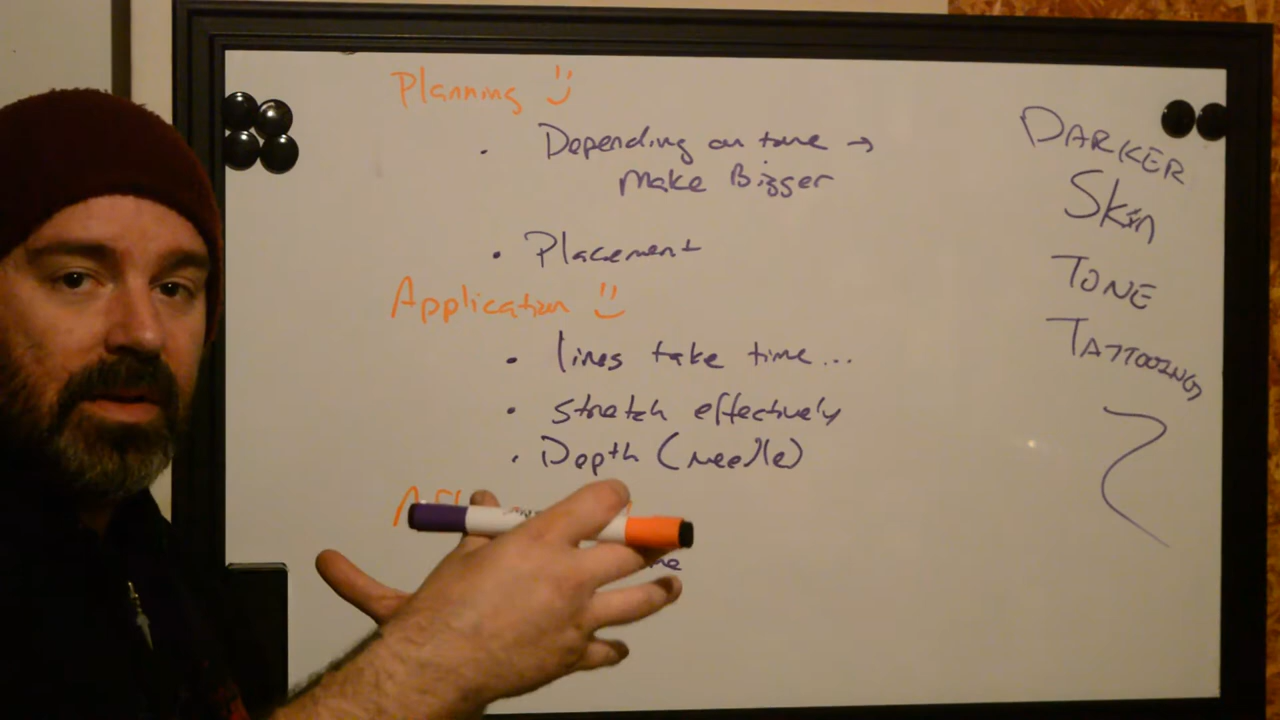 Planning
• Depending on tone →
Make Bigger
• Placement
Application
• lines take time...
• stretch effectively
• Depth (needle)
DARKER
Skin
TONE
TATTOOING